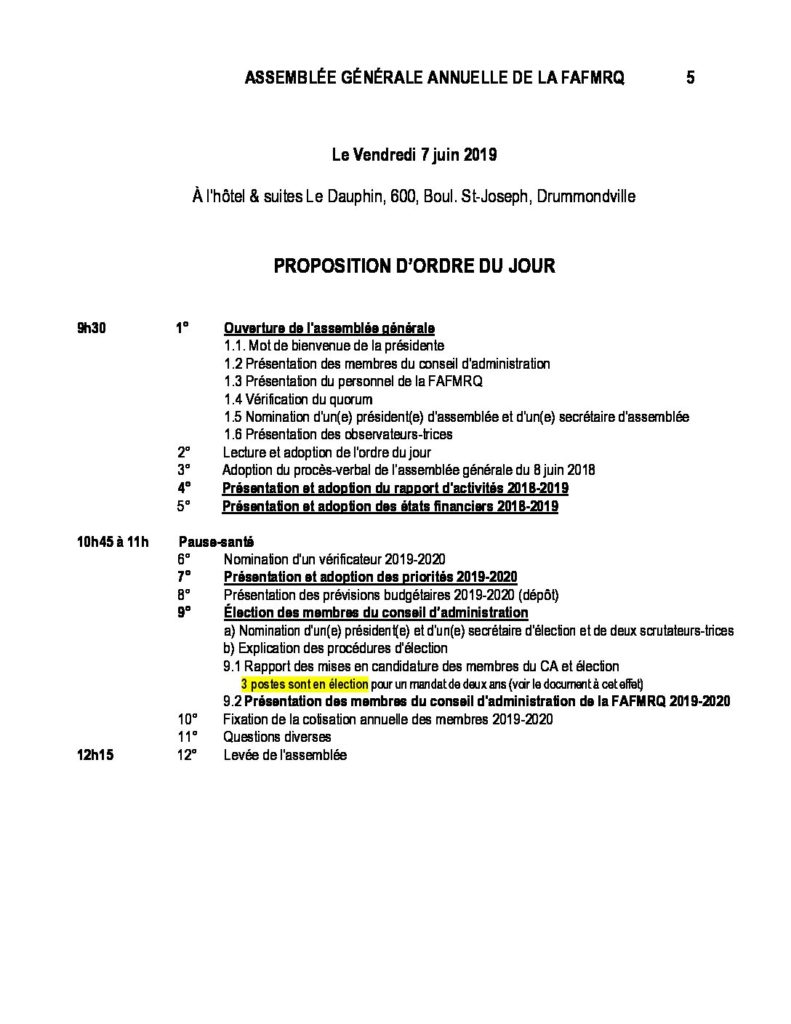 ASSEMBLÉE GÉNÉRALE ANNUELLE DE LA FAFMRQ 5
Le Vendredi 7 juin 2019
À l'hôtel & suites Le Dauphin, 600, Boul. St-Joseph, Drummondville
PROPOSITION D'ORDRE DU JOUR
9h30 1° Ouverture de l'assemblée générale
1.1. Mot de bienvenue de la présidente
1.2 Présentation des membres du conseil d'administration
1.3 Présentation du personnel de la FAFMRQ
1.4 Vérification du quorum
1.5 Nomination d'un(e) président(e) d'assemblée et d'un(e) secrétaire d'assemblée
1.6 Présentation des observateurs-trices
2° Lecture et adoption de l'ordre du jour
3° Adoption du procès-verbal de l'assemblée générale du 8 juin 2018
4° Présentation et adoption du rapport d'activités 2018-2019
5° Présentation et adoption des états financiers 2018-2019
10h45 à 11h Pause-santé
6° Nomination d'un vérificateur 2019-2020
7° Présentation et adoption des priorités 2019-2020
8° Présentation des prévisions budgétaires 2019-2020 (dépôt)
9° Élection des membres du conseil d'administration
a) Nomination d'un(e) président(e) et d'un(e) secrétaire d'élection et de deux scrutateurs-trices
b) Explication des procédures d'élection
9.1 Rapport des mises en candidature des membres du CA et élection
3 postes sont en élection pour un mandat de deux ans (voir le document à cet effet)
9.2 Présentation des membres du conseil d'administration de la FAFMRQ 2019-2020
10° Fixation de la cotisation annuelle des membres 2019-2020
11° Questions diverses
12h15 12° Levée de l'assemblée